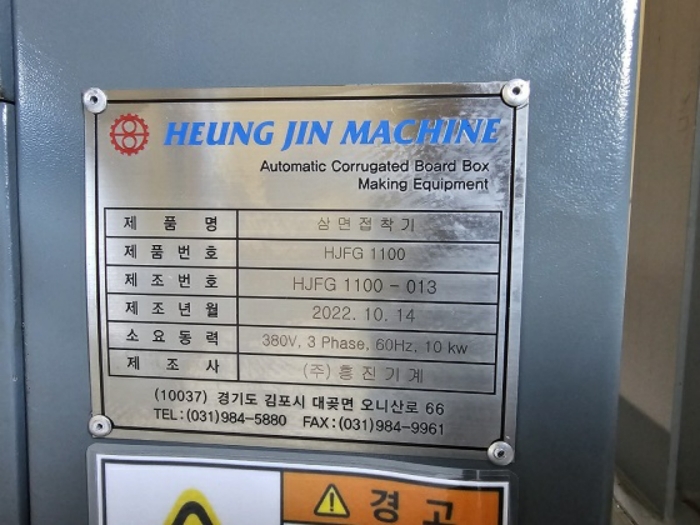 HEUNG JIN MACHINE
Automatic Corrugated Board Box
Making Equipment
제 품 명 삼면접착기
제 품 번 호 HJFG 1100
제 조 번 호 HJFG 1100 - 013
제 조 년 월 2022. 10. 14
소 요 동 력 380V, 3 Phase, 60Hz, 10 kw
제 조 사 (주) 흥진기계
(10037) 경기도 김포시 대곶면 오니산로 66
TEL:(031)984-5880 FAX:(031)984-9961
경고